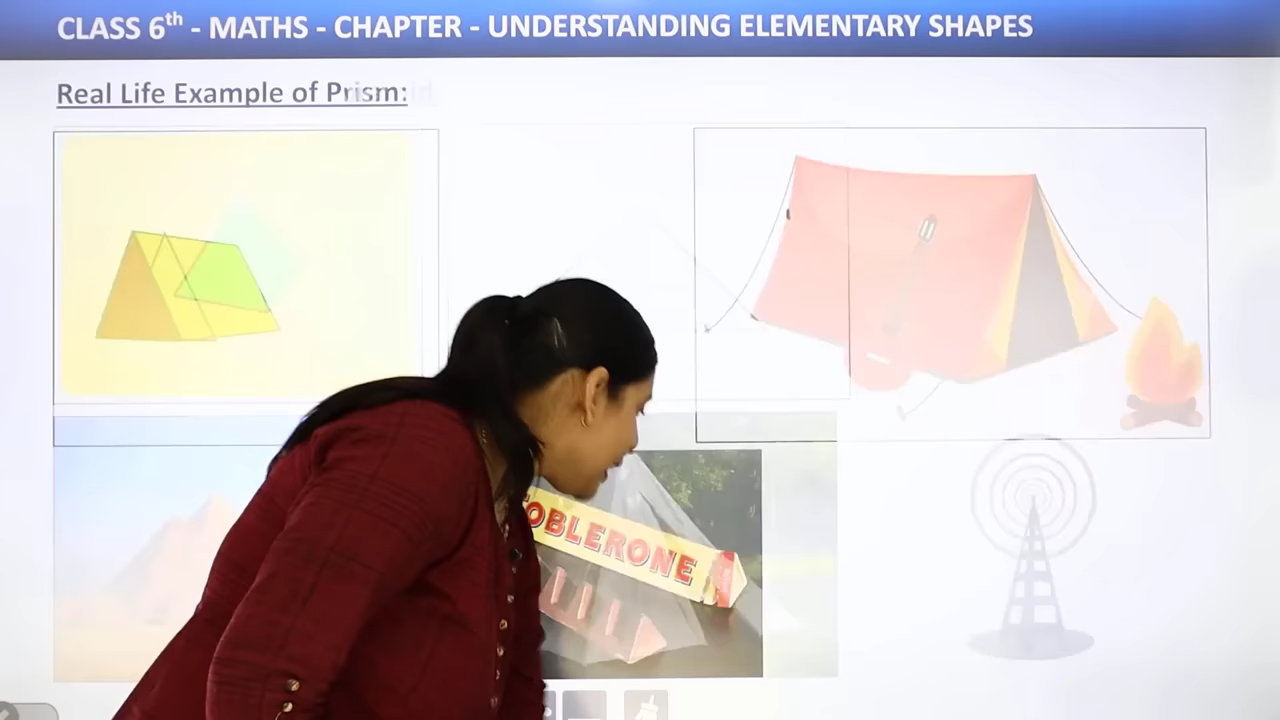 CLASS 6th - MATHS - CHAPTER - UNDERSTANDING ELEMENTARY SHAPES
Real Life Example of Prism:
OBLERONE